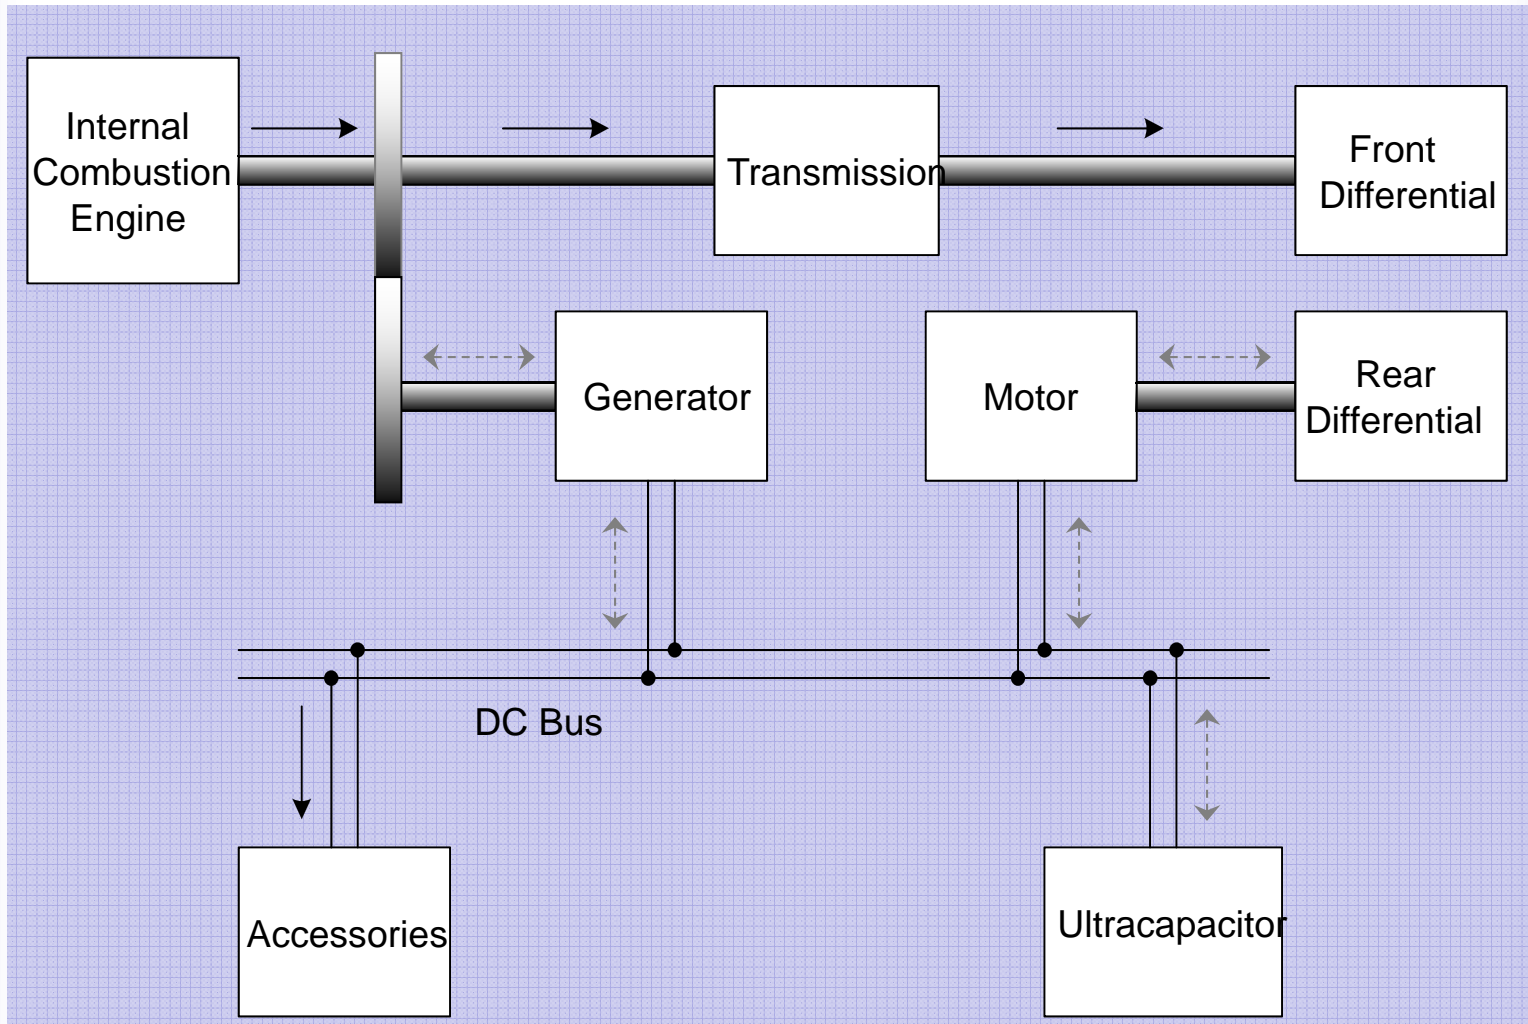 Internal
Combustion
Engine
Transmission
Front
Differential
Generator
Motor
Rear
Differential
DC Bus
Accessories
Ultracapacitor